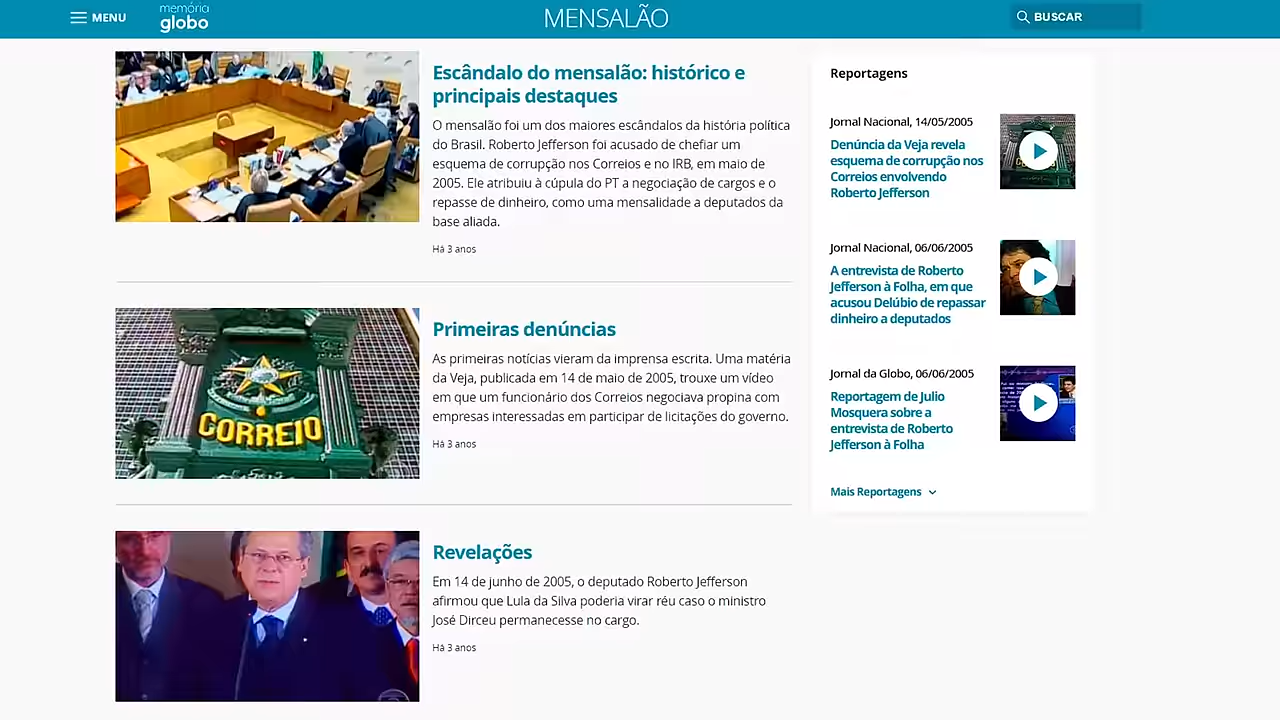 MENU
memória
globo
MENSALÃO
BUSCAR
Escândalo do mensalão: histórico e
principais destaques
O mensalão foi um dos maiores escândalos da história política
do Brasil. Roberto Jefferson foi acusado de chefiar um
esquema de corrupção nos Correios e no IRB, em maio de
2005. Ele atribuiu à cúpula do PT a negociação de cargos e o
repasse de dinheiro, como uma mensalidade a deputados da
base aliada.
Há 3 anos
CORREIO
Primeiras denúncias
As primeiras notícias vieram da imprensa escrita. Uma matéria
da Veja, publicada em 14 de maio de 2005, trouxe um vídeo
em que um funcionário dos Correios negociava propina com
empresas interessadas em participar de licitações do governo.
Há 3 anos
Revelações
Em 14 de junho de 2005, o deputado Roberto Jefferson
afirmou que Lula da Silva poderia virar réu caso o ministro
José Dirceu permanecesse no cargo.
Há 3 anos
Reportagens
Jornal Nacional, 14/05/2005
Denúncia da Veja revela
esquema de corrupção nos
Correios envolvendo
Roberto Jefferson
Jornal Nacional, 06/06/2005
A entrevista de Roberto
Jefferson à Folha, em que
acusou Delúbio de repassar
dinheiro a deputados
Jornal da Globo, 06/06/2005
Reportagem de Julio
Mosquera sobre a
entrevista de Roberto
Jefferson à Folha
Mais Reportagens